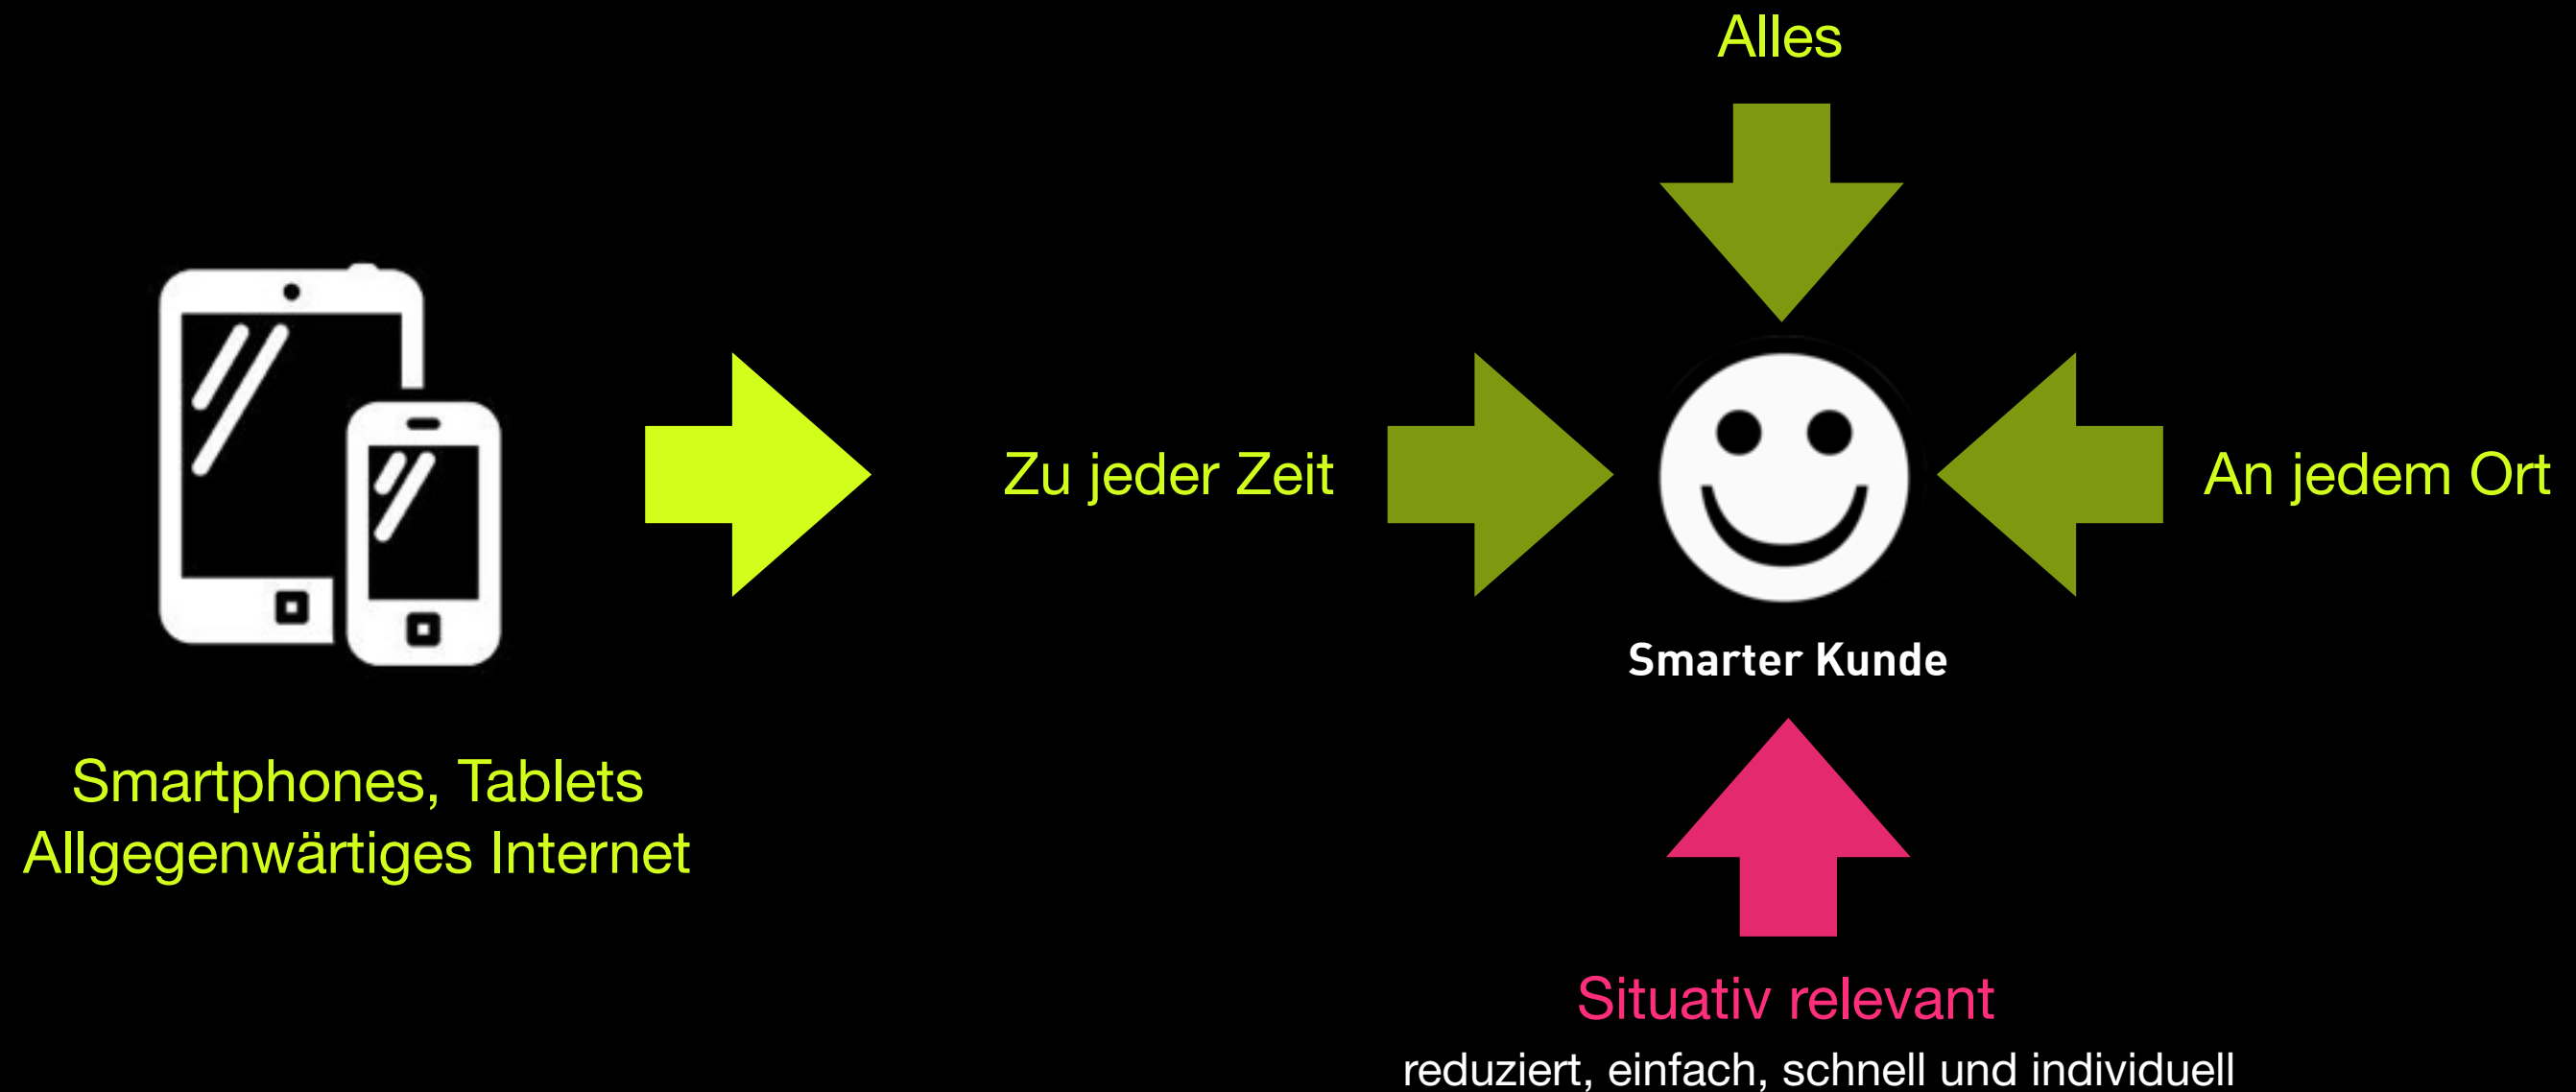 Alles
Zu jeder Zeit
An jedem Ort
Smarter Kunde
Smartphones, Tablets
Allgegenwärtiges Internet
Situativ relevant
reduziert, einfach, schnell und individuell